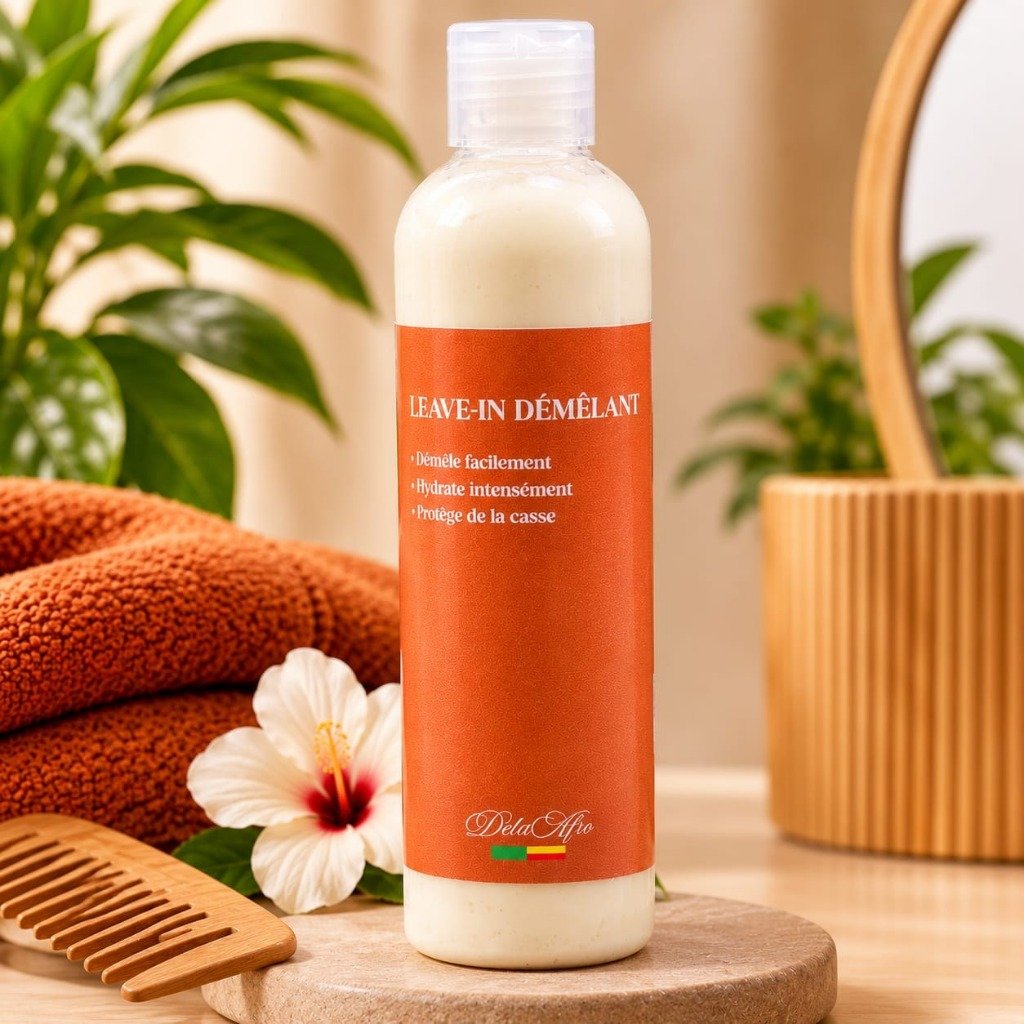 LEAVE-IN DÉMÊLANT
• Démêle facilement
• Hydrate intensément
• Protège de la casse
DelaAfro